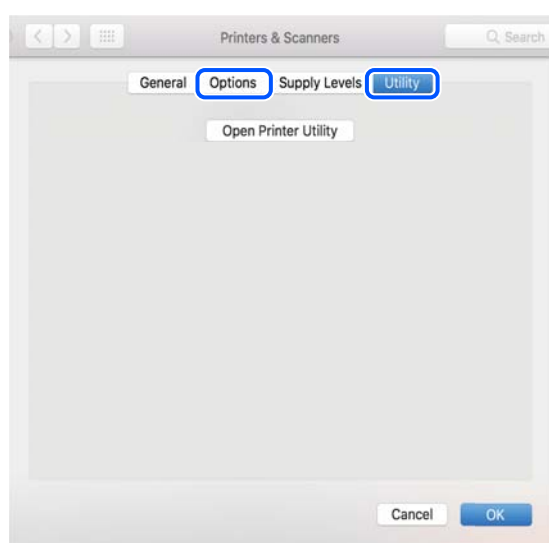 Printers & Scanners Search
General Options Supply Levels Utility
Open Printer Utility
Cancel OK